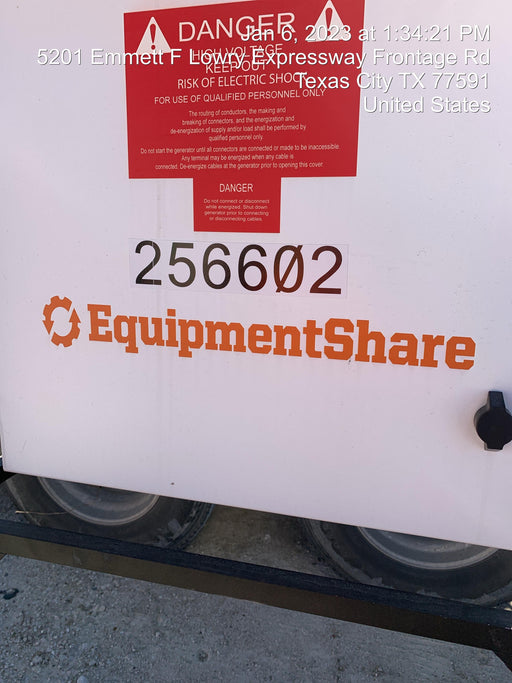 Jan 6, 2023 at 1:34:21 PM
5201 Emmett F Lowry Expressway Frontage Rd
Texas City TX 77591
United States
DANGER
HIGH VOLTAGE
KEEP OUT
RISK OF ELECTRIC SHOCK
FOR USE OF QUALIFIED PERSONNEL ONLY
The routing of conductors, the making and
breaking of connectors, and the energization and
de-energization of supply and/or load shall be performed by
qualified personnel only.
Do not start the generator until all connectors are connected or made to be inaccessible.
Any terminal may be energized when any cable is
connected. De-energize cables at the generator prior to opening this cover.
DANGER
Do not connect or disconnect
while energized. Shut down
generator prior to connecting
or disconnecting cables.
256602
EquipmentShare